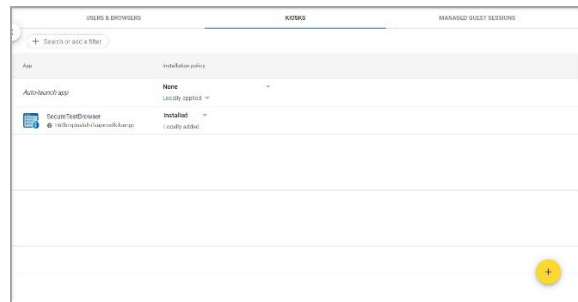 USERS & BROWSERS
KIOSKS
MANAGED GUEST SESSIONS
+ Search or add a filter
App
Installation policy
Auto-launch app
None
Locally applied
SecureTestBrowser
Installed
Locally added
+